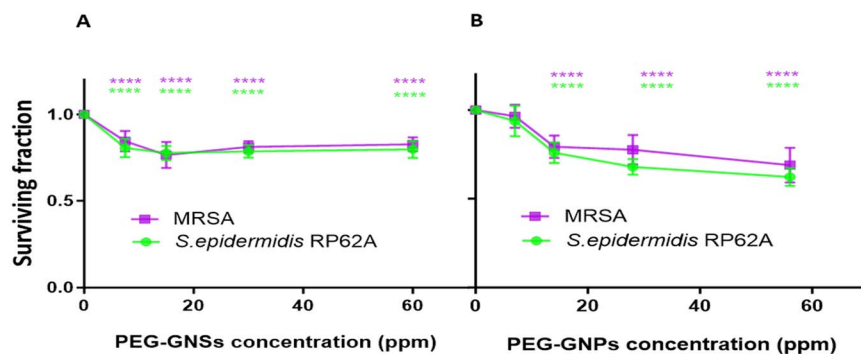 A
B
**** **** **** ****
**** **** **** ****
**** **** ****
**** **** ****
Surviving fraction
1.0
0.5
0.0
MRSA
S.epidermidis RP62A
MRSA
S.epidermidis RP62A
0 20 40 60
0 20 40 60
PEG-GNSs concentration (ppm)
PEG-GNPs concentration (ppm)